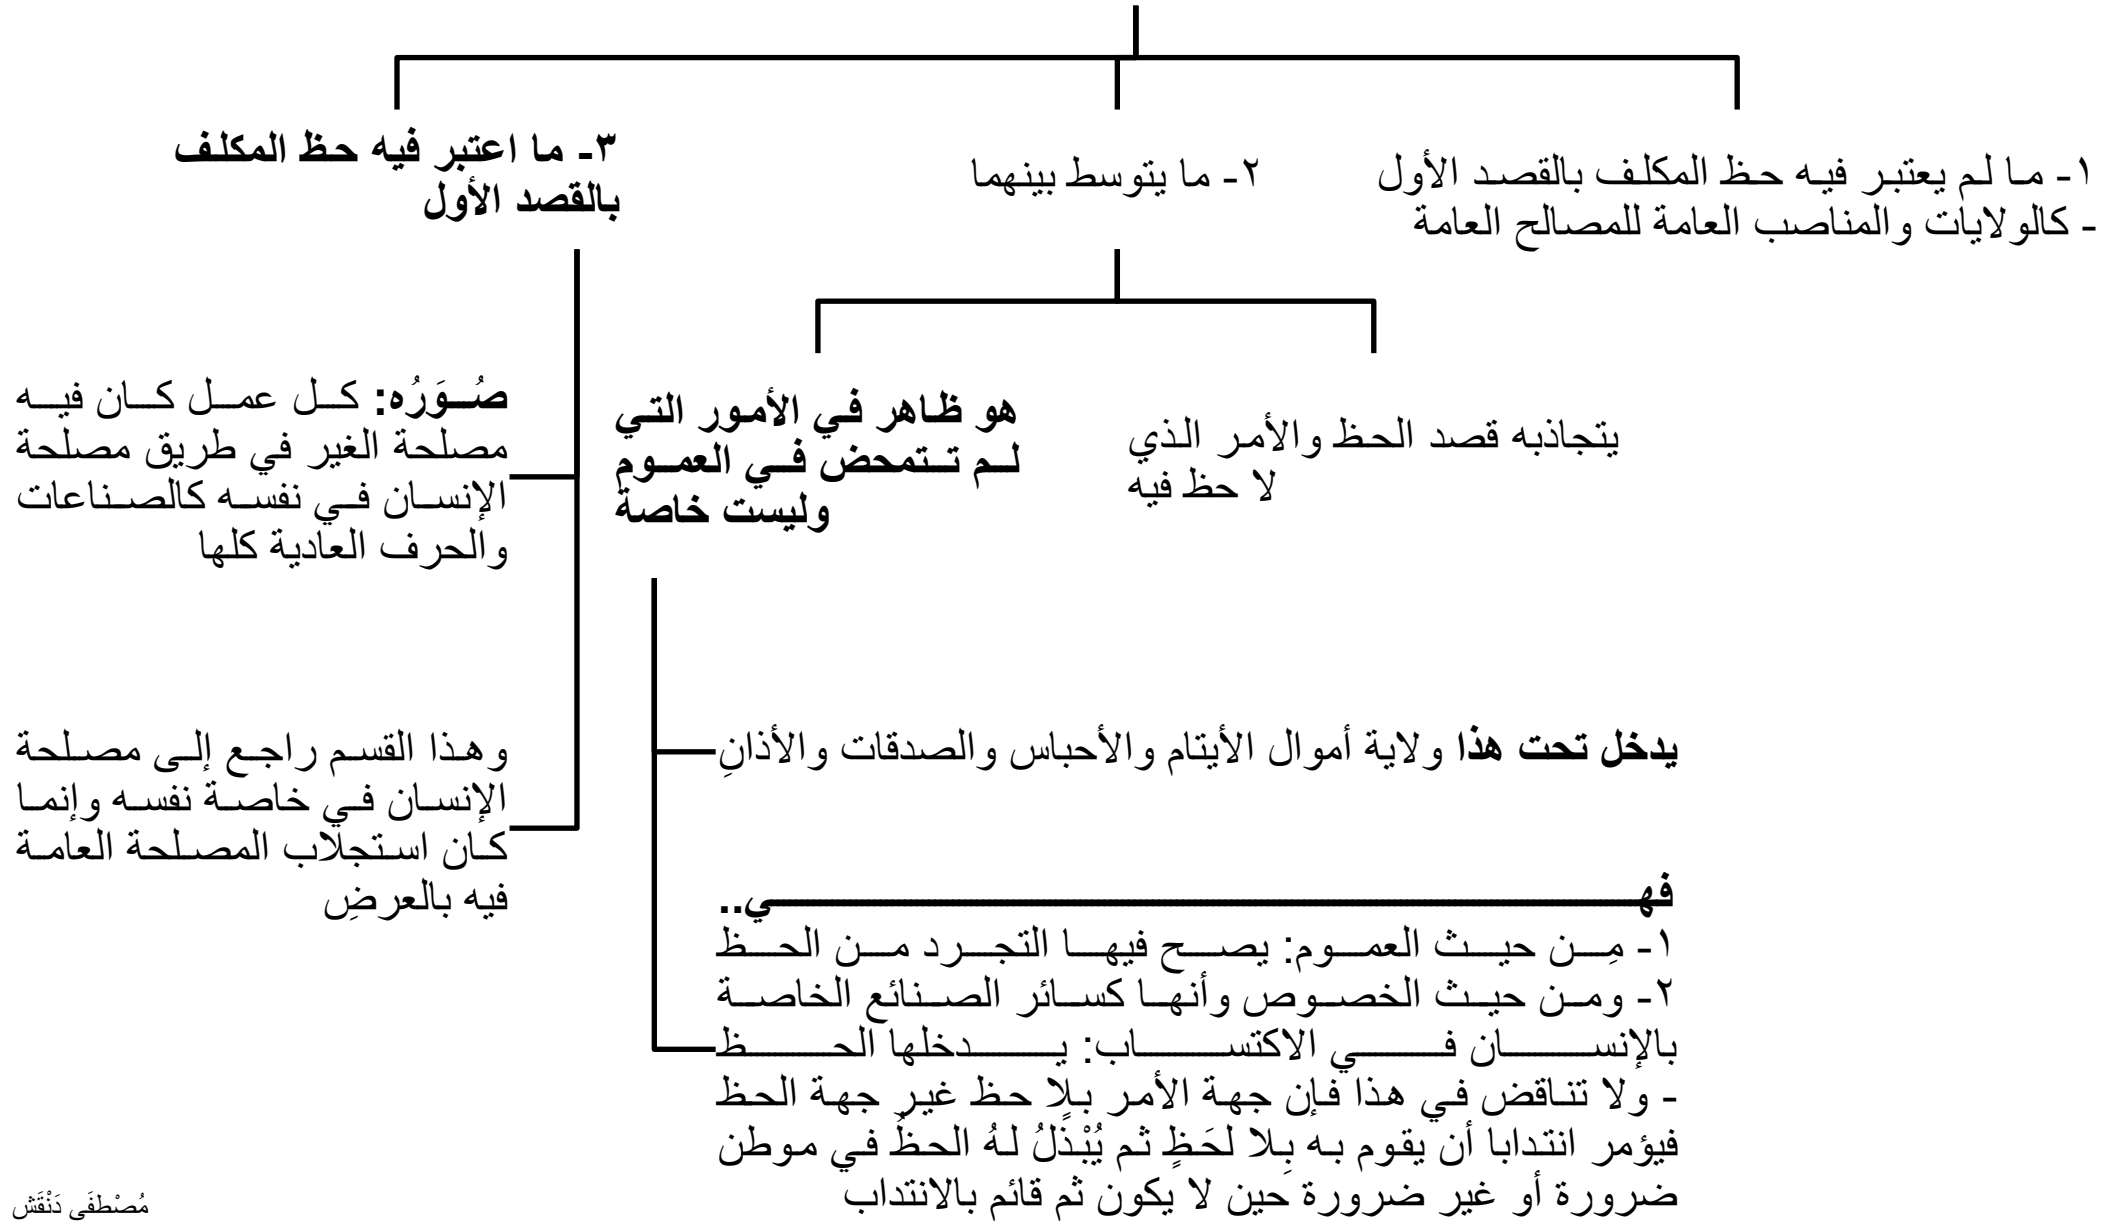 ١- ما لم يعتبر فيه حظ المكلف بالقصد الأول
- كالولايات والمناصب العامة للمصالح العامة
٢- ما يتوسط بينهما
٣- ما اعتبر فيه حظ المكلف
بالقصد الأول
يتجاذبه قصد الحظ والأمر الذي
لا حظ فيه
هو ظاهر في الأمور التي
لم تتمحض في العموم
وليست خاصة
يدخل تحت هذا ولاية أموال الأيتام والأحباس والصدقات والأذانِ
فهي..
١- مِن حيث العموم: يصح فيها التجرد من الحظ
٢- ومن حيث الخصوص وأنها كسائر الصنائع الخاصة
بالإنسان في الاكتساب: يدخلها الحظ
- ولا تناقض في هذا فإن جهة الأمر بلا حظ غير جهة الحظ
فيؤمر انتدابا أن يقوم به بِلا لحَظٍ ثم يُبْذَلُ لهُ الحظُ في موطن
ضرورة أو غير ضرورة حين لا يكون ثم قائم بالانتداب
صُوَرُه: كل عمل كان فيه
مصلحة الغير في طريق مصلحة
الإنسان في نفسه كالصناعات
والحرف العادية كلها
وهذا القسم راجع إلى مصلحة
الإنسان في خاصة نفسه وإنما
كان استجلاب المصلحة العامة
فيه بالعرضِ
مُصْطفَى دَنْقَش